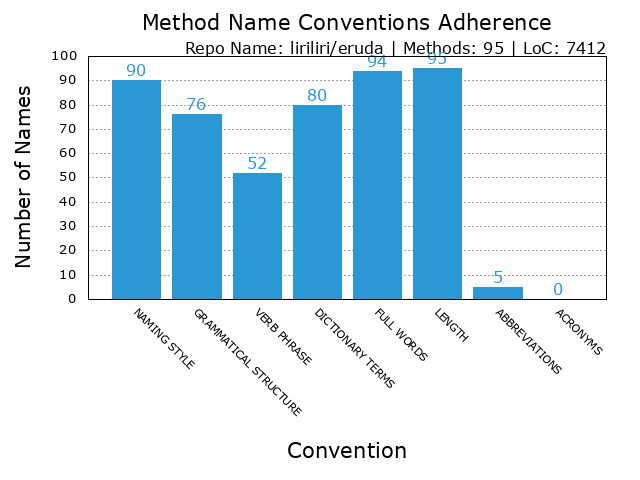 Method Name Conventions Adherence
Repo Name: liriliri/eruda | Methods: 95 | LoC: 7412
Number of Names
100
90
80
70
60
50
40
30
20
10
0
90
76
52
80
94
95
5
0
NAMING STYLE
GRAMMATICAL STRUCTURE
VERB PHRASE
DICTIONARY TERMS
FULL WORDS
LENGTH
ABBREVIATIONS
ACRONYMS
Convention